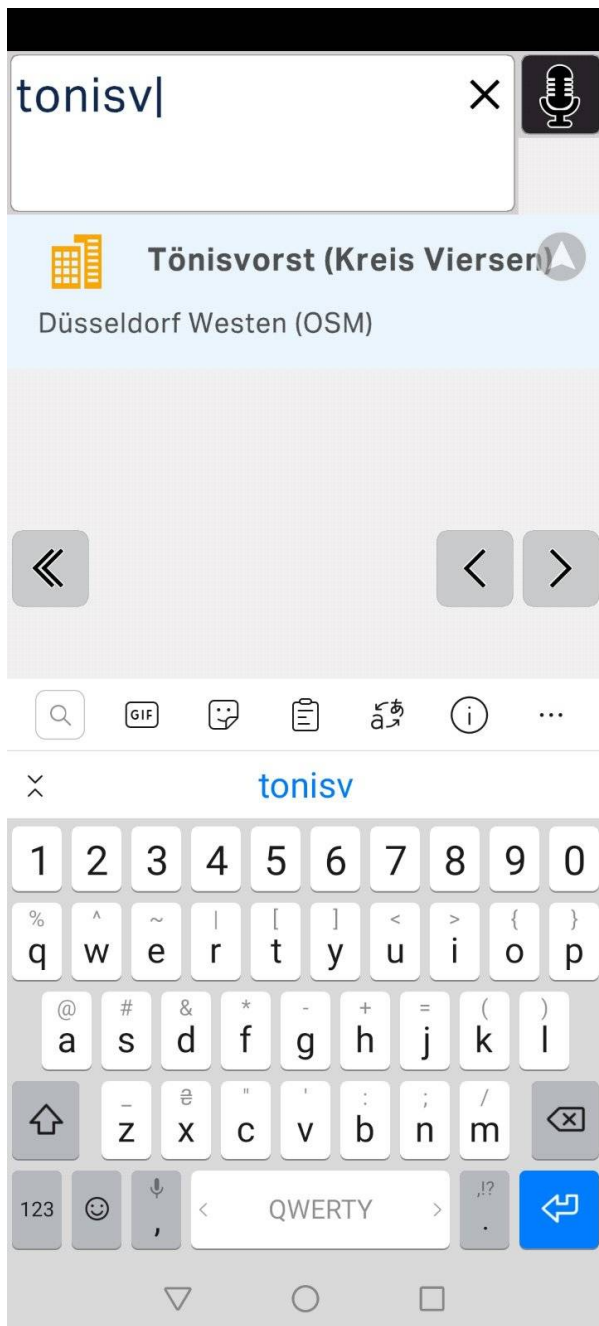 tonisv
Tönisvorst (Kreis Viersen)
Düsseldorf Westen (OSM)
GIF
あ
a
i
tonisv
1 2 3 4 5 6 7 8 9 0
% ^ ~ | [ ] < > { }
q w e r t y u i o p
@ # & * - + = ( )
a s d f g h j k l
_ ₴ " ' : ; /
z x c v b n m
,!?
123 , < QWERTY > .